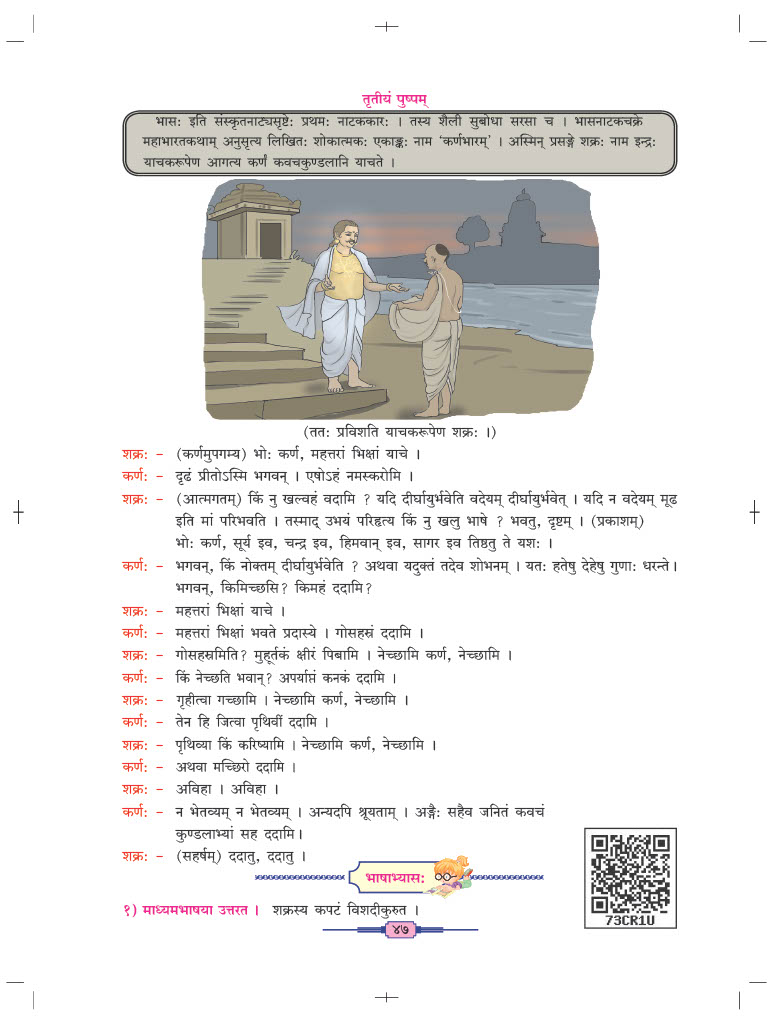 तृतीयं पुष्पम्
भास: इति संस्कृतनाट्यसृष्टे: प्रथम: नाटककार: । तस्य शैली सुबोधा सरसा च । भासनाटकचक्रे
महाभारतकथाम् अनुसृत्य लिखित: शोकात्मक: एकाङ्क: नाम ‘कर्णभारम्’ । अस्मिन् प्रसङ्गे शक्र: नाम इन्द्र:
याचकरूपेण आगत्य कर्णं कवचकुण्डलानि याचते ।
(तत: प्रविशति याचकरूपेण शक्र: ।)
शक्र: – (कर्णमुपगम्य) भो: कर्ण, महत्तरां भिक्षां याचे ।
कर्ण: – दृढं प्रीतोऽस्मि भगवन् । एषोऽहं नमस्करोमि ।
शक्र: – (आत्मगतम्) किं नु खल्वहं वदामि ? यदि दीर्घायुर्भवेति वदेयम् दीर्घायुर्भवेत् । यदि न वदेयम् मूढ
इति मां परिभवति । तस्माद् उभयं परिहृत्य किं नु खलु भाषे ? भवतु, दृष्टम् । (प्रकाशम्)
भो: कर्ण, सूर्य इव, चन्द्र इव, हिमवान् इव, सागर इव तिष्ठतु ते यश: ।
कर्ण: – भगवन्, किं नोक्तम् दीर्घायुर्भवेति ? अथवा यदुक्तं तदेव शोभनम् । यत: हतेषु देहेषु गुणा: धरन्ते।
भगवन्, किमिच्छसि? किमहं ददामि?
शक्र: – महत्तरां भिक्षां याचे ।
कर्ण: – महत्तरां भिक्षां भवते प्रदास्ये । गोसहस्रं ददामि ।
शक्र: – गोसहस्रमिति? मुहूर्तकं क्षीरं पिबामि । नेच्छामि कर्ण, नेच्छामि ।
कर्ण: – किं नेच्छति भवान्? अपर्याप्तं कनकं ददामि ।
शक्र: – गृहीत्वा गच्छामि । नेच्छामि कर्ण, नेच्छामि ।
कर्ण: – तेन हि जित्वा पृथिवीं ददामि ।
शक्र: – पृथिव्या किं करिष्यामि । नेच्छामि कर्ण, नेच्छामि ।
कर्ण: – अथवा मच्छिरो ददामि ।
शक्र: – अविहा । अविहा ।
कर्ण: – न भेतव्यम् न भेतव्यम् । अन्यदपि श्रूयताम् । अङ्गै: सहैव जनितं कवचं
कुण्डलाभ्यां सह ददामि।
शक्र: – (सहर्षम्) ददातु, ददातु ।
भाषाभ्यास:
१) माध्यमभाषया उत्तरत । शक्रस्य कपटं विशदीकुरुत ।
73CR1U
४७